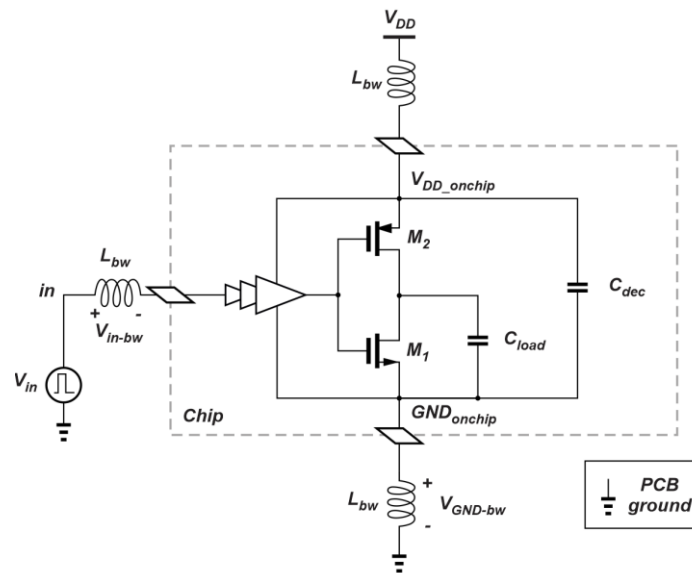 V_DD
L_bw
V_DD_onchip
M_2
L_bw
in
C_dec
+ -
V_in-bw
C_load
M_1
V_in
GND_onchip
Chip
+
L_bw
V_GND-bw
-
PCB
ground